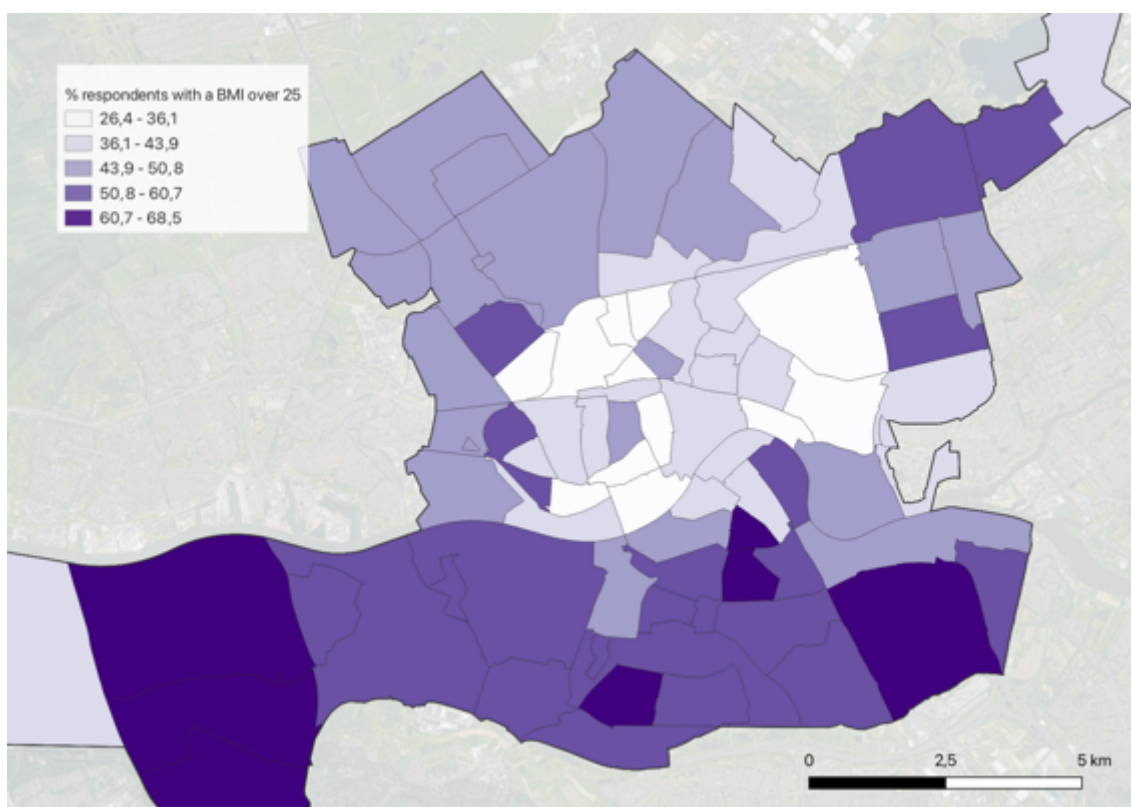 % respondents with a BMI over 25
26,4 - 36,1
36,1 - 43,9
43,9 - 50,8
50,8 - 60,7
60,7 - 68,5
0 2,5 5 km